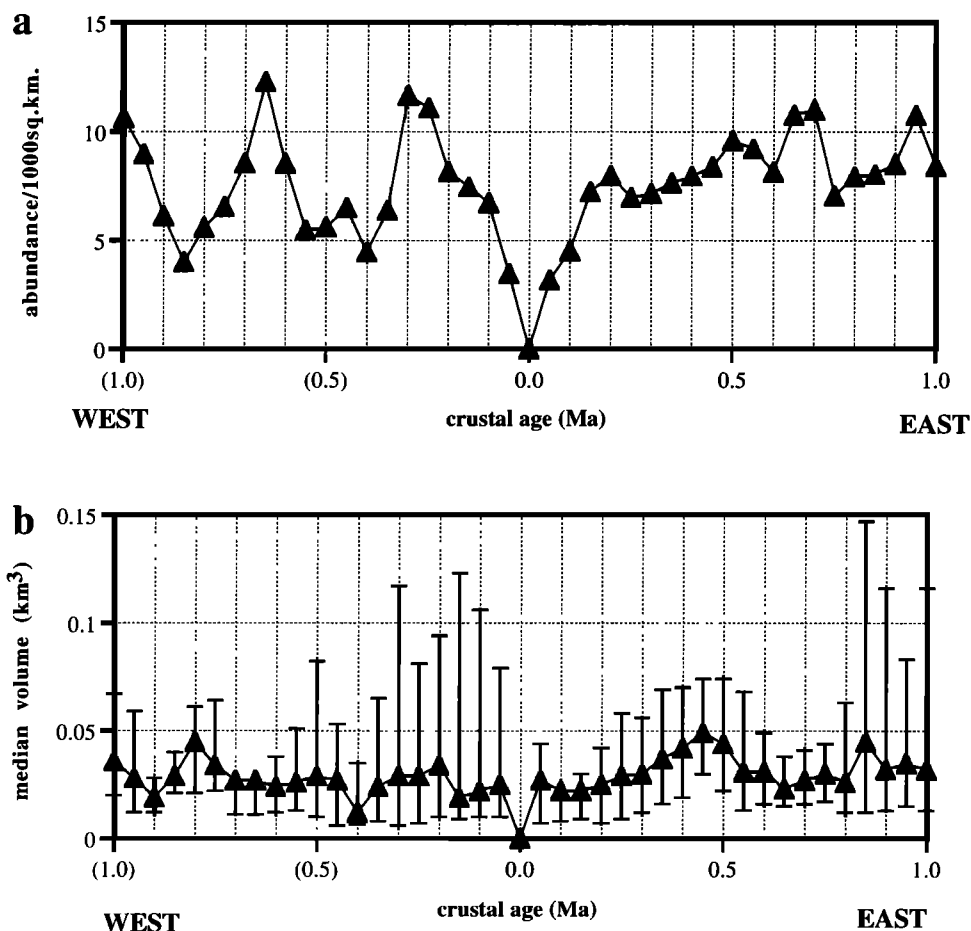 a
15
10
5
0
abundance/1000sq.km.
(1.0) (0.5) 0.0 0.5 1.0
WEST crustal age (Ma) EAST
b
0.15
0.1
0.05
0
median volume (km³)
(1.0) (0.5) 0.0 0.5 1.0
WEST crustal age (Ma) EAST